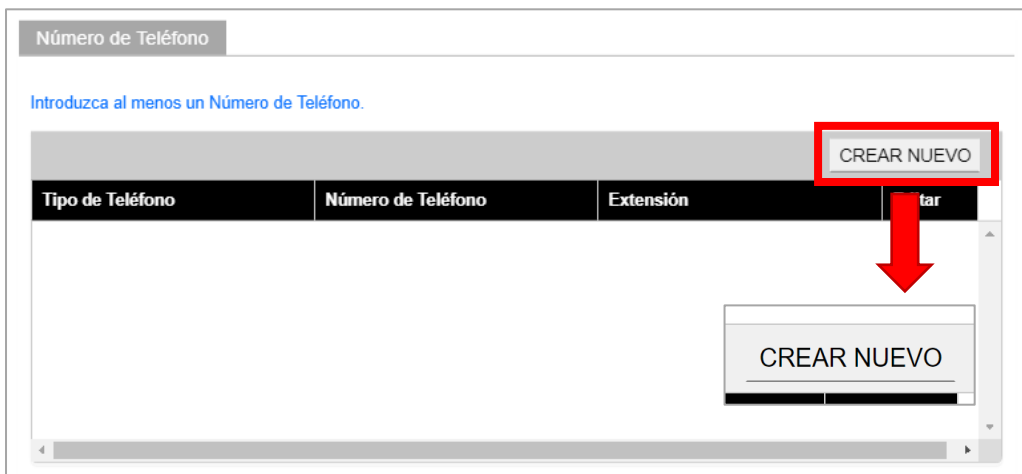 Número de Teléfono
Introduzca al menos un Número de Teléfono.
CREAR NUEVO
Tipo de Teléfono Número de Teléfono Extensión
CREAR NUEVO